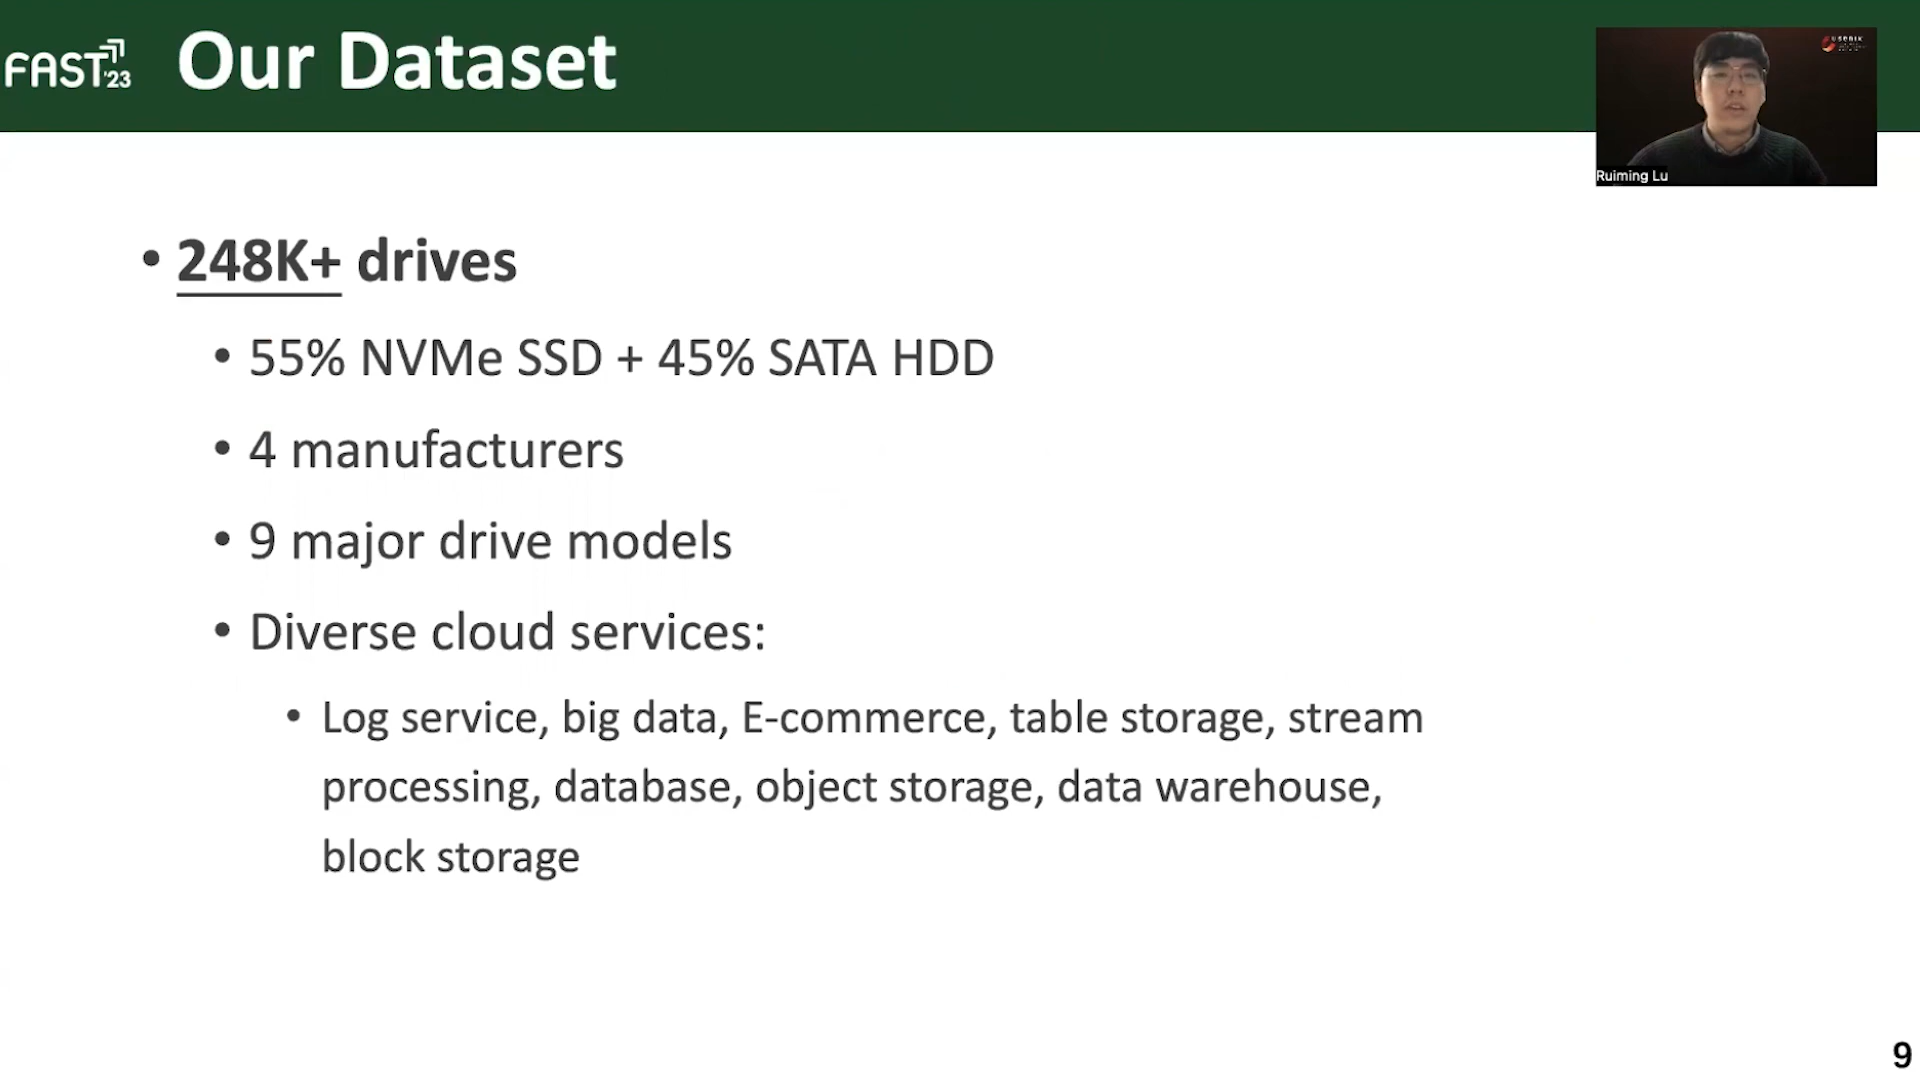 FAST'23
Our Dataset
USENIX
Ruiming Lu
• 248K+ drives
• 55% NVMe SSD + 45% SATA HDD
• 4 manufacturers
• 9 major drive models
• Diverse cloud services:
• Log service, big data, E-commerce, table storage, stream
processing, database, object storage, data warehouse,
block storage
9